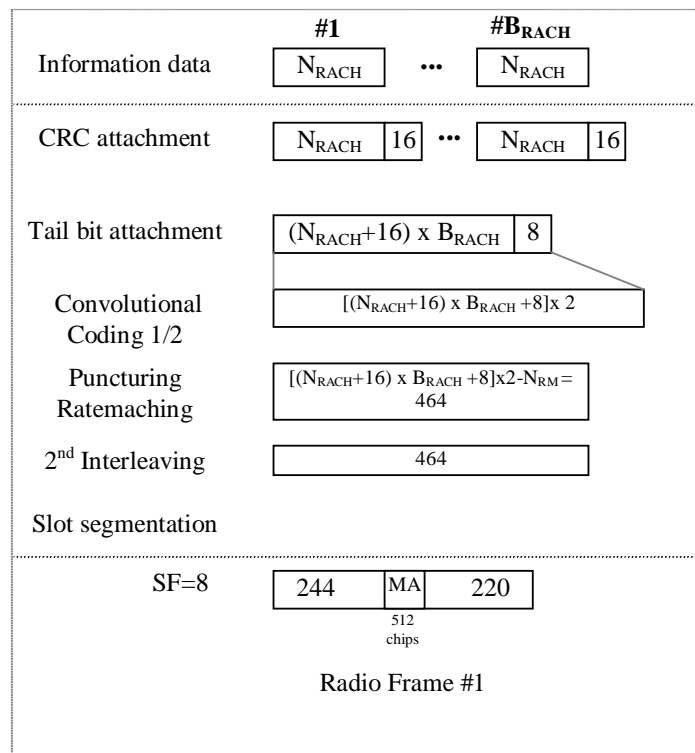 #1 #B_RACH
Information data N_RACH ... N_RACH
CRC attachment N_RACH 16 ... N_RACH 16
Tail bit attachment (N_RACH+16) x B_RACH 8
Convolutional
Coding 1/2
[(N_RACH+16) x B_RACH +8]x 2
Puncturing
Ratemaching
[(N_RACH+16) x B_RACH +8]x2-N_RM =
464
2nd Interleaving 464
Slot segmentation
SF=8 244 MA 220
512
chips
Radio Frame #1